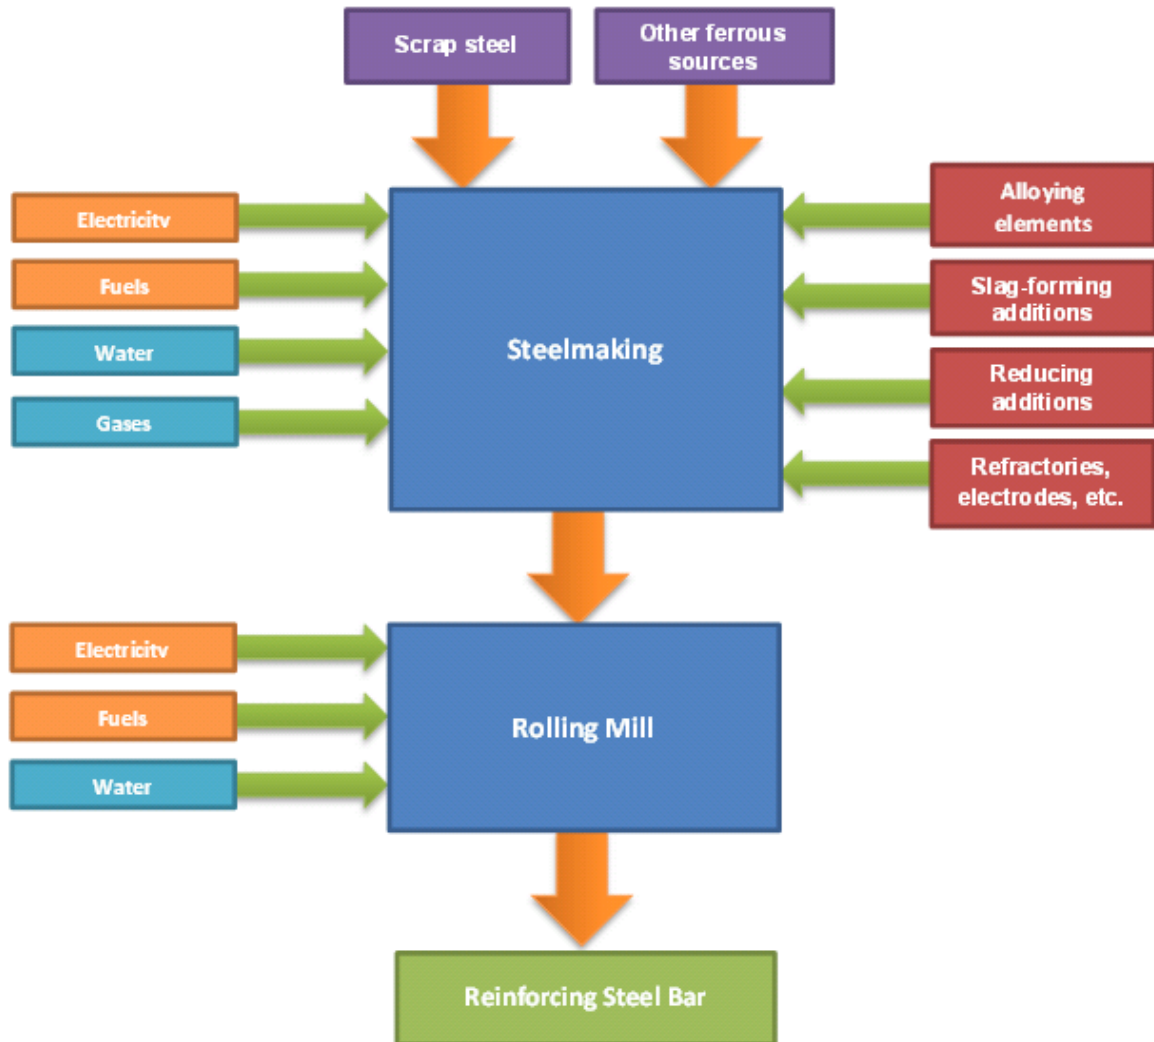 Scrap steel
Other ferrous
sources
Electricity
Fuels
Water
Gases
Steelmaking
Alloying
elements
Slag-forming
additions
Reducing
additions
Refractories,
electrodes, etc.
Electricity
Fuels
Water
Rolling Mill
Reinforcing Steel Bar